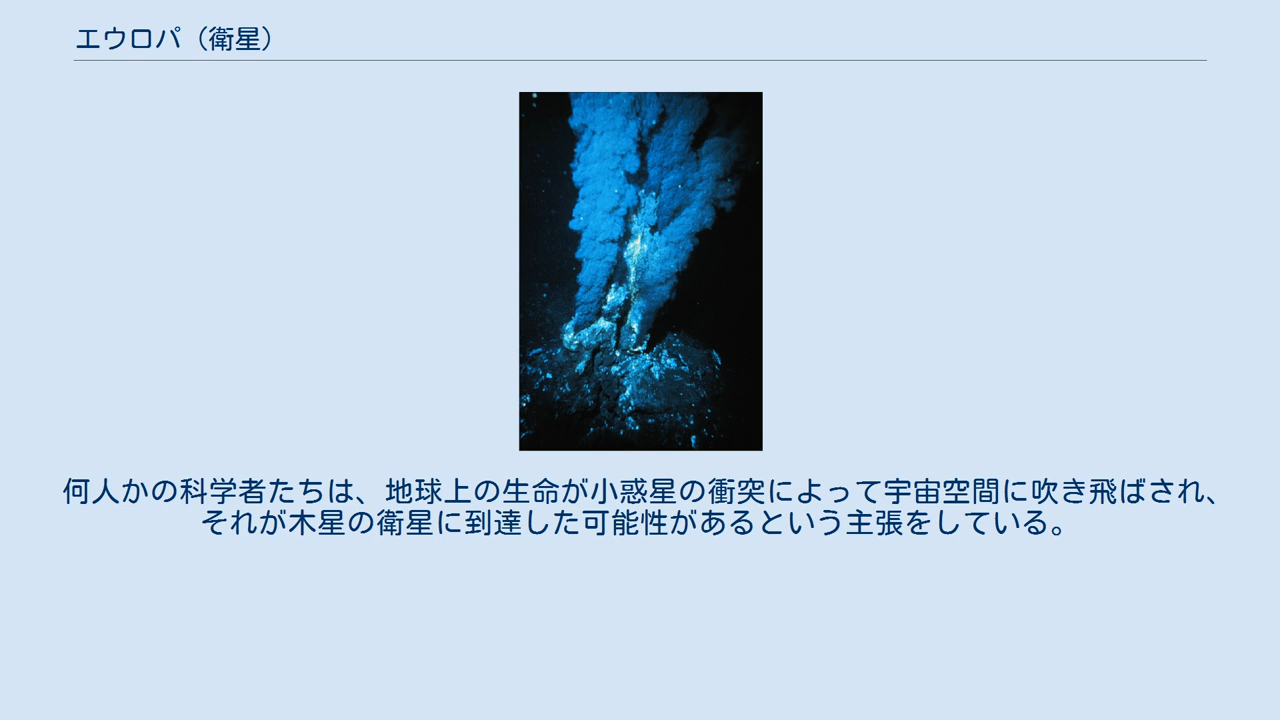 エウロパ（衛星）
何人かの科学者たちは、地球上の生命が小惑星の衝突によって宇宙空間に吹き飛ばされ、
それが木星の衛星に到達した可能性があるという主張をしている。